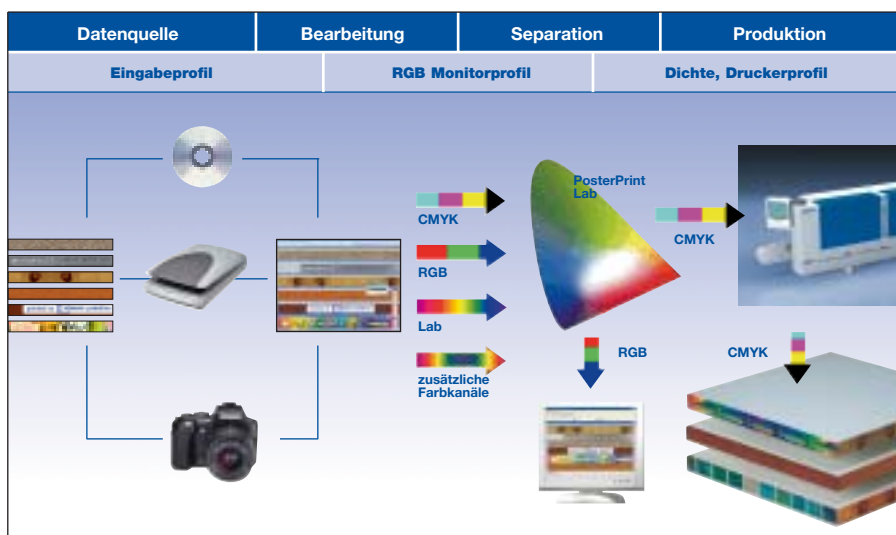 Datenquelle
Bearbeitung
Separation
Produktion
Eingabeprofil
RGB Monitorprofil
Dichte, Druckerprofil
PosterPrint
Lab
CMYK
RGB
Lab
zusätzliche
Farbkanäle
CMYK
RGB
CMYK